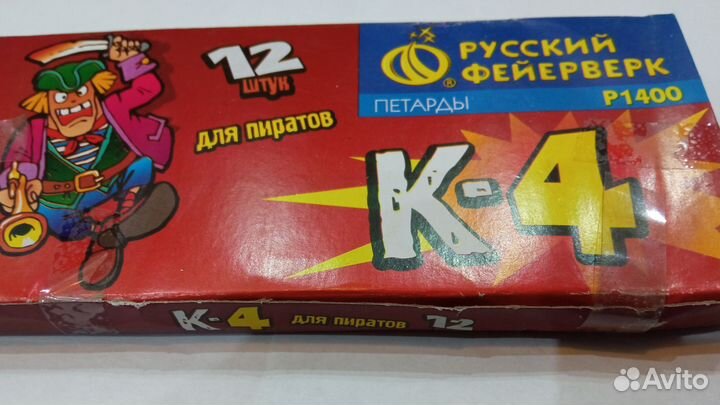 12
штук
для пиратов
РУССКИЙ
ФЕЙЕРВЕРК
®
ПЕТАРДЫ
Р1400
К-4
К-4 для пиратов 12
Avito